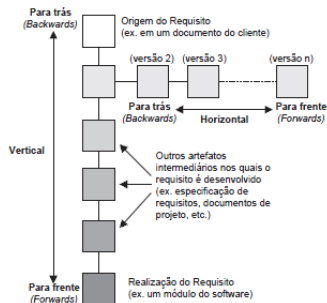 Para trás
(Backwards)
Origem do Requisito
(ex. em um documento do cliente)
(versão 2) (versão 3) (versão n)
Para trás
(Backwards)
Horizontal
Para frente
(Forwards)
Vertical
Outros artefatos
intermediários nos quais o
requisito é desenvolvido
(ex. especificação de
requisitos, documentos de
projeto, etc.)
Para frente
(Forwards)
Realização do Requisito
(ex. um módulo do software)